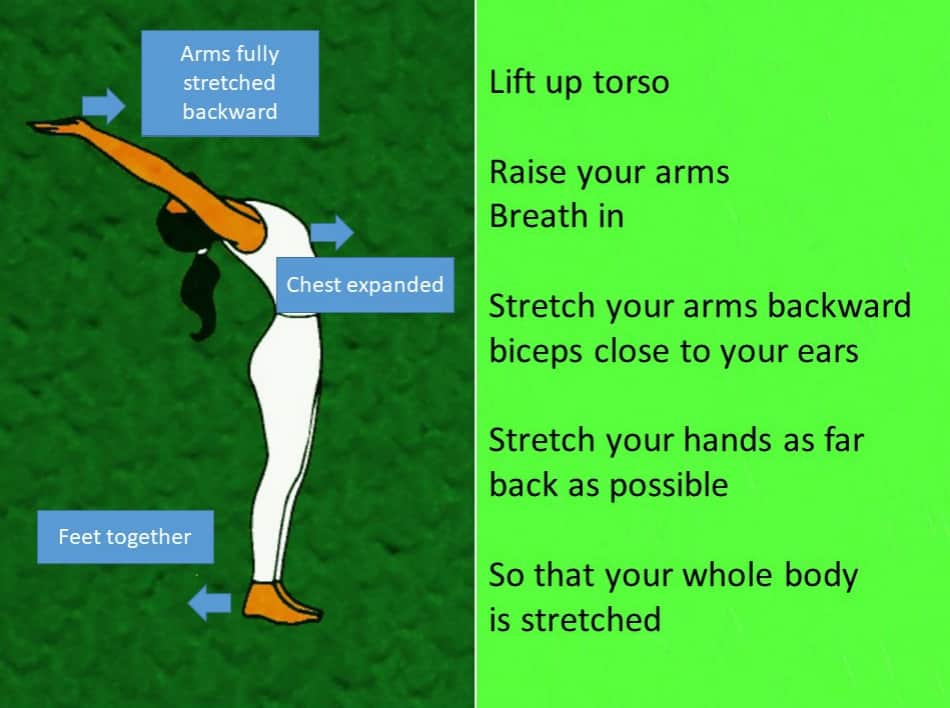 Arms fully
stretched
backward
Chest expanded
Feet together
Lift up torso
Raise your arms
Breath in
Stretch your arms backward
biceps close to your ears
Stretch your hands as far
back as possible
So that your whole body
is stretched